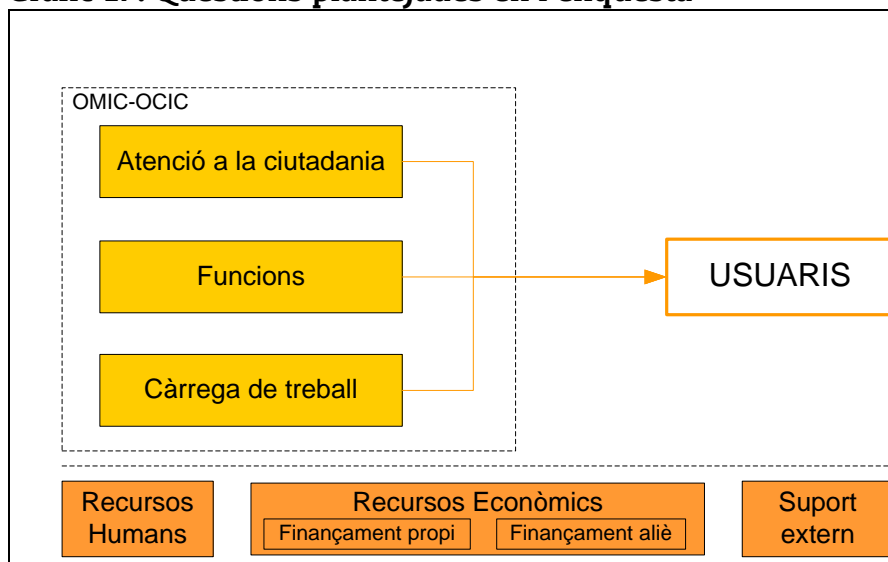 OMIC-OCIC
Atenció a la ciutadania
Funcions
USUARIS
Càrrega de treball
Recursos
Humans
Recursos Econòmics
Finançament propi
Finançament aliè
Suport
extern